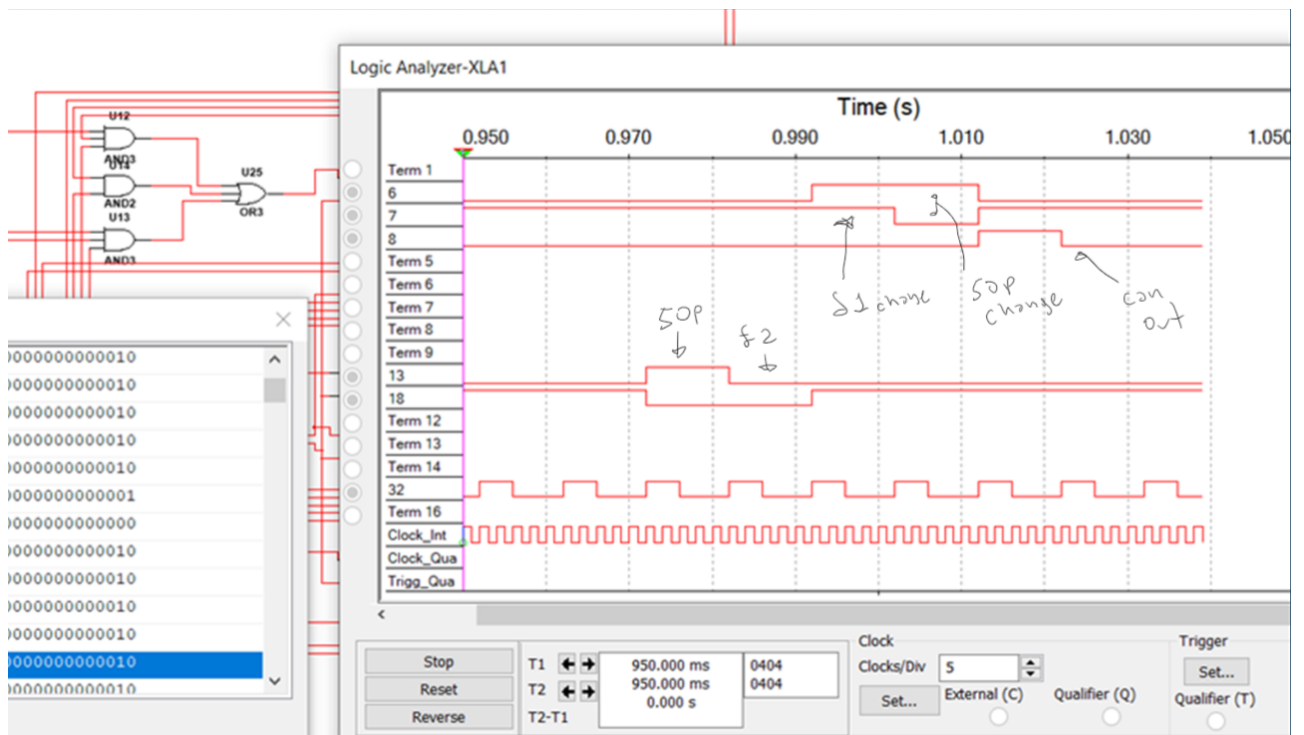 Logic Analyzer-XLA1
Time (s)
0.950 0.970 0.990 1.010 1.030 1.050
U12
AND3
U14
AND2
U13
AND3
U25
OR3
Term 1
6
7
8
Term 5
Term 6
Term 7
Term 8
Term 9
13
18
Term 12
Term 13
Term 14
32
Term 16
Clock_Int
Clock_Qua
Trigg_Qua
SOP
£2
change
SOP
change
out
0000000000010
0000000000010
0000000000010
0000000000010
0000000000010
0000000000001
0000000000000
0000000000010
0000000000010
0000000000010
0000000000010
0000000000010
0000000000010
Stop
Reset
Reverse
T1 950.000 ms 0404
T2 950.000 ms 0404
T2-T1 0.000 s
Clock
Clocks/Div 5
Set... External (C) Qualifier (Q)
Trigger
Set...
Qualifier (T)